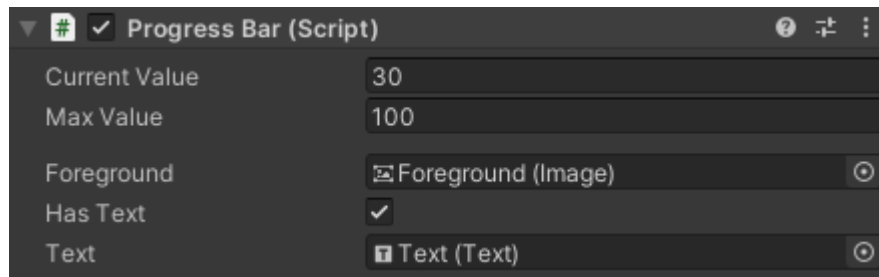 # Progress Bar (Script)
Current Value 30
Max Value 100
Foreground Foreground (Image)
Has Text
Text T Text (Text)